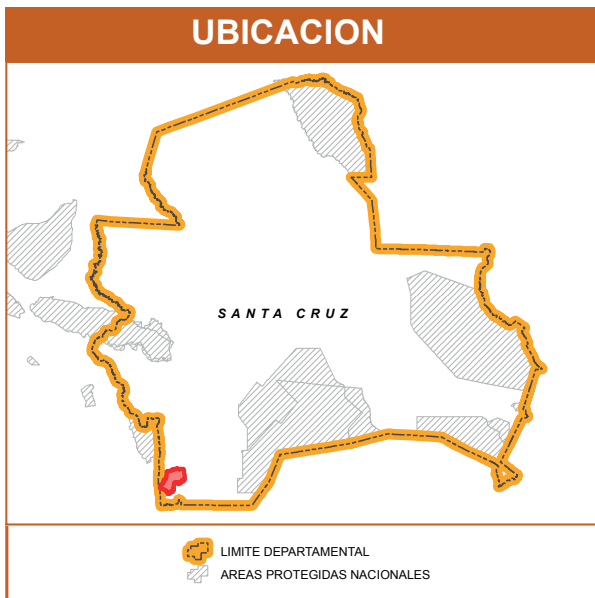 UBICACION
SANTA CRUZ
LIMITE DEPARTAMENTAL
AREAS PROTEGIDAS NACIONALES